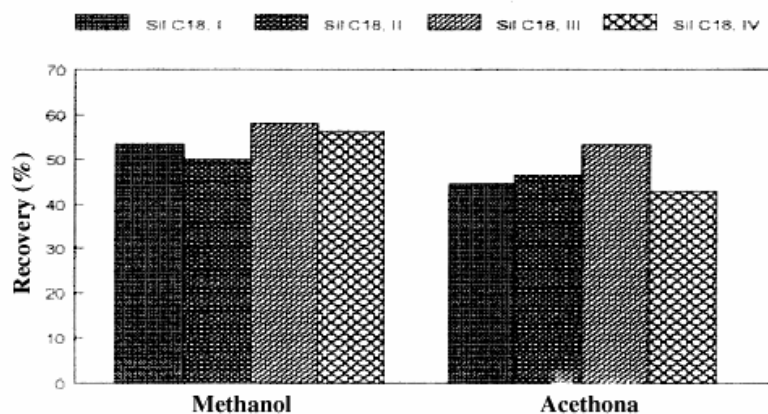 Sil C18, I   Sil C18, II   Sil C18, III   Sil C18, IV
70
60
50
40
30
20
10
0
Recovery (%)
Methanol   Acethona